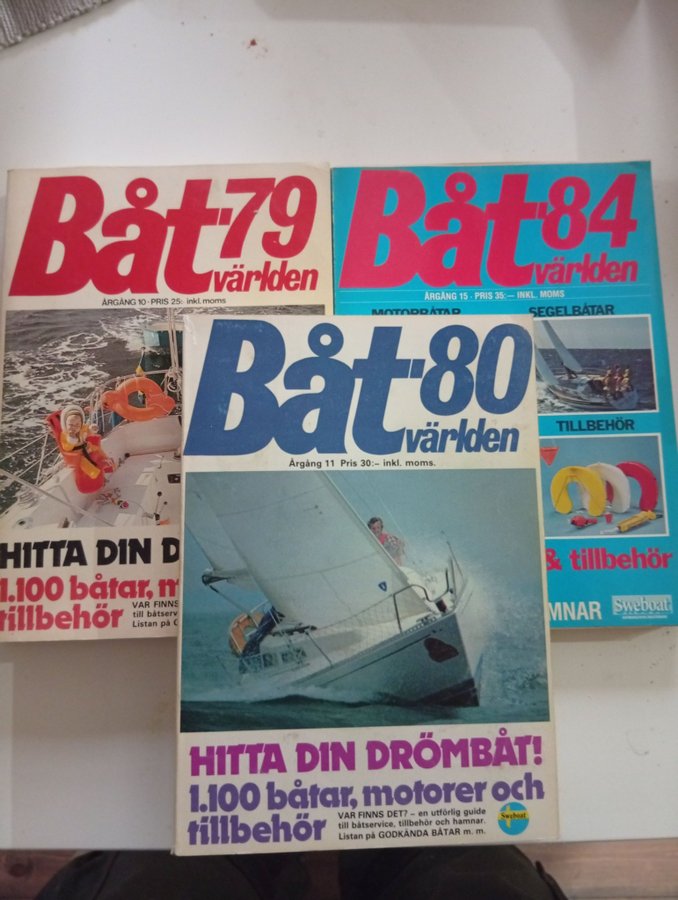 Båt-79
världen
ÅRGÅNG 10 · PRIS 25: inkl. moms
HITTA DIN D
1.100 båtar, m
tillbehör
VAR FINNS
till båtserv
Listan på G
Båt-84
världen
ÅRGÅNG 15 · PRIS 35:— INKL. MOMS
MOTORBÅTAR
SEGELBÅTAR
TILLBEHÖR
& tillbehör
MNAR
Sweboat
Båt-80
världen
Årgång 11 Pris 30:– inkl. moms.
HITTA DIN DRÖMBÅT!
1.100 båtar, motorer och
tillbehör
VAR FINNS DET? – en utförlig guide
till båtservice, tillbehör och hamnar.
Listan på GODKÄNDA BÅTAR m. m.
Sweboat